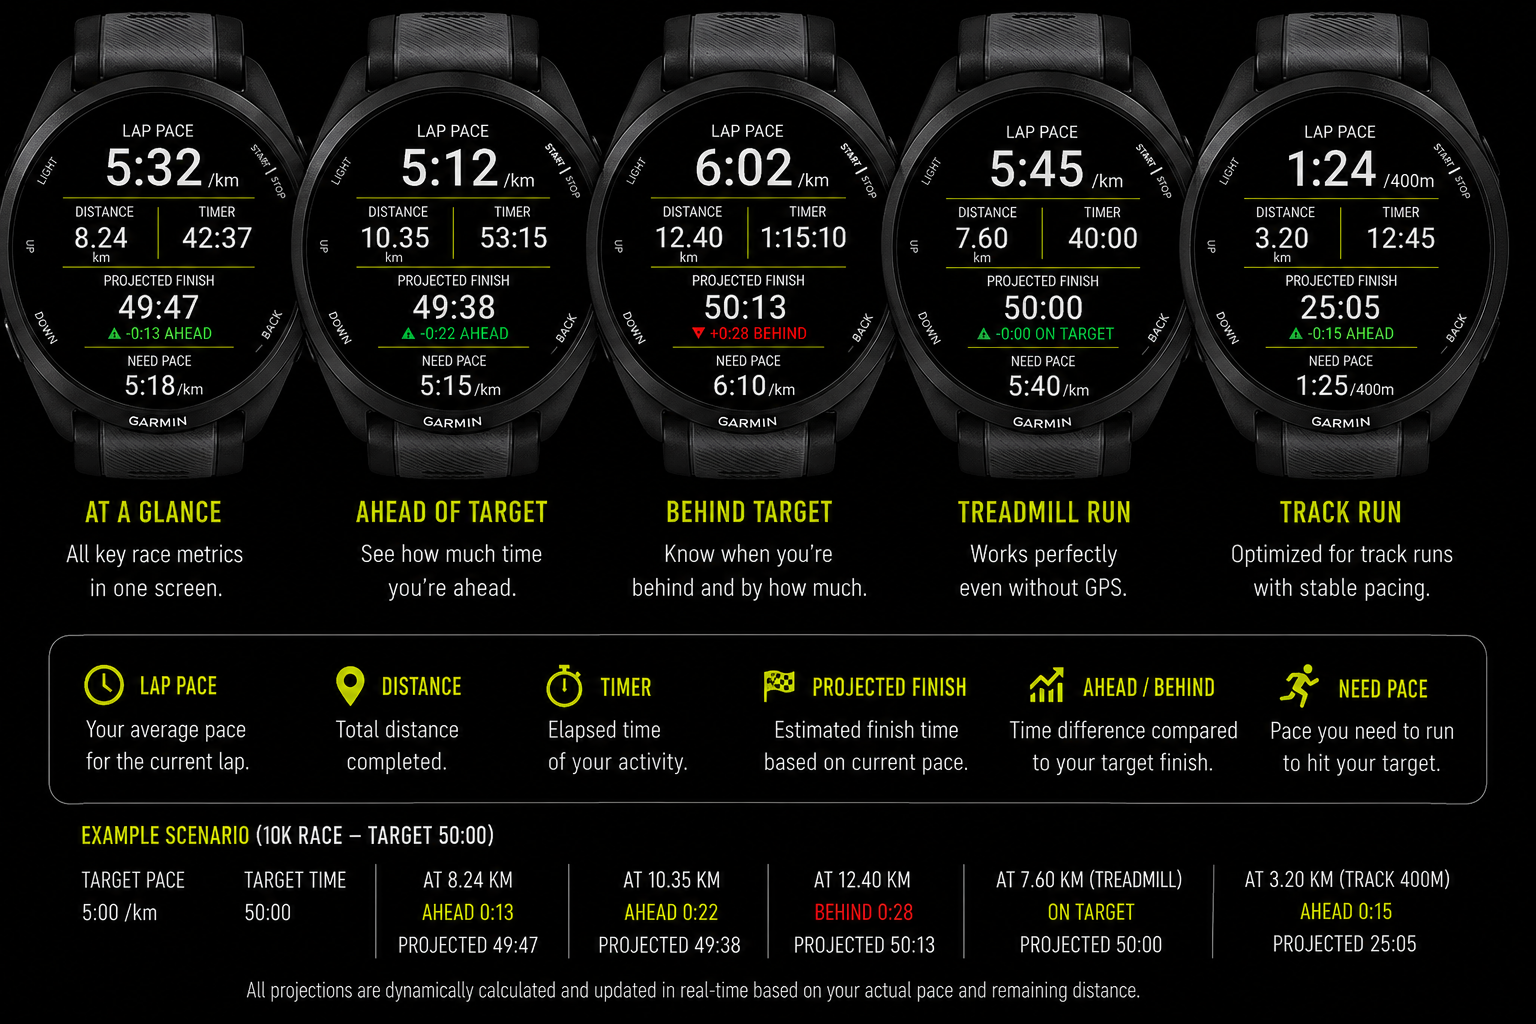 LAP PACE
5:32 /km
DISTANCE
8.24
km
TIMER
42:37
PROJECTED FINISH
49:47
-0:13 AHEAD
NEED PACE
5:18/km
LIGHT
UP
DOWN
START | STOP
BACK
GARMIN
LAP PACE
5:12 /km
DISTANCE
10.35
km
TIMER
53:15
PROJECTED FINISH
49:38
-0:22 AHEAD
NEED PACE
5:15/km
LIGHT
UP
DOWN
START | STOP
BACK
GARMIN
LAP PACE
6:02 /km
DISTANCE
12.40
km
TIMER
1:15:10
PROJECTED FINISH
50:13
+0:28 BEHIND
NEED PACE
6:10/km
LIGHT
UP
DOWN
START | STOP
BACK
GARMIN
LAP PACE
5:45 /km
DISTANCE
7.60
km
TIMER
40:00
PROJECTED FINISH
50:00
-0:00 ON TARGET
NEED PACE
5:40/km
LIGHT
UP
DOWN
START | STOP
BACK
GARMIN
LAP PACE
1:24 /400m
DISTANCE
3.20
km
TIMER
12:45
PROJECTED FINISH
25:05
-0:15 AHEAD
NEED PACE
1:25/400m
LIGHT
UP
DOWN
START | STOP
BACK
GARMIN
AT A GLANCE
All key race metrics
in one screen.
AHEAD OF TARGET
See how much time
you're ahead.
BEHIND TARGET
Know when you're
behind and by how much.
TREADMILL RUN
Works perfectly
even without GPS.
TRACK RUN
Optimized for track runs
with stable pacing.
LAP PACE
Your average pace
for the current lap.
DISTANCE
Total distance
completed.
TIMER
Elapsed time
of your activity.
PROJECTED FINISH
Estimated finish time
based on current pace.
AHEAD / BEHIND
Time difference compared
to your target finish.
NEED PACE
Pace you need to run
to hit your target.
EXAMPLE SCENARIO (10K RACE – TARGET 50:00)
TARGET PACE
5:00 /km
TARGET TIME
50:00
AT 8.24 KM
AHEAD 0:13
PROJECTED 49:47
AT 10.35 KM
AHEAD 0:22
PROJECTED 49:38
AT 12.40 KM
BEHIND 0:28
PROJECTED 50:13
AT 7.60 KM (TREADMILL)
ON TARGET
PROJECTED 50:00
AT 3.20 KM (TRACK 400M)
AHEAD 0:15
PROJECTED 25:05
All projections are dynamically calculated and updated in real-time based on your actual pace and remaining distance.